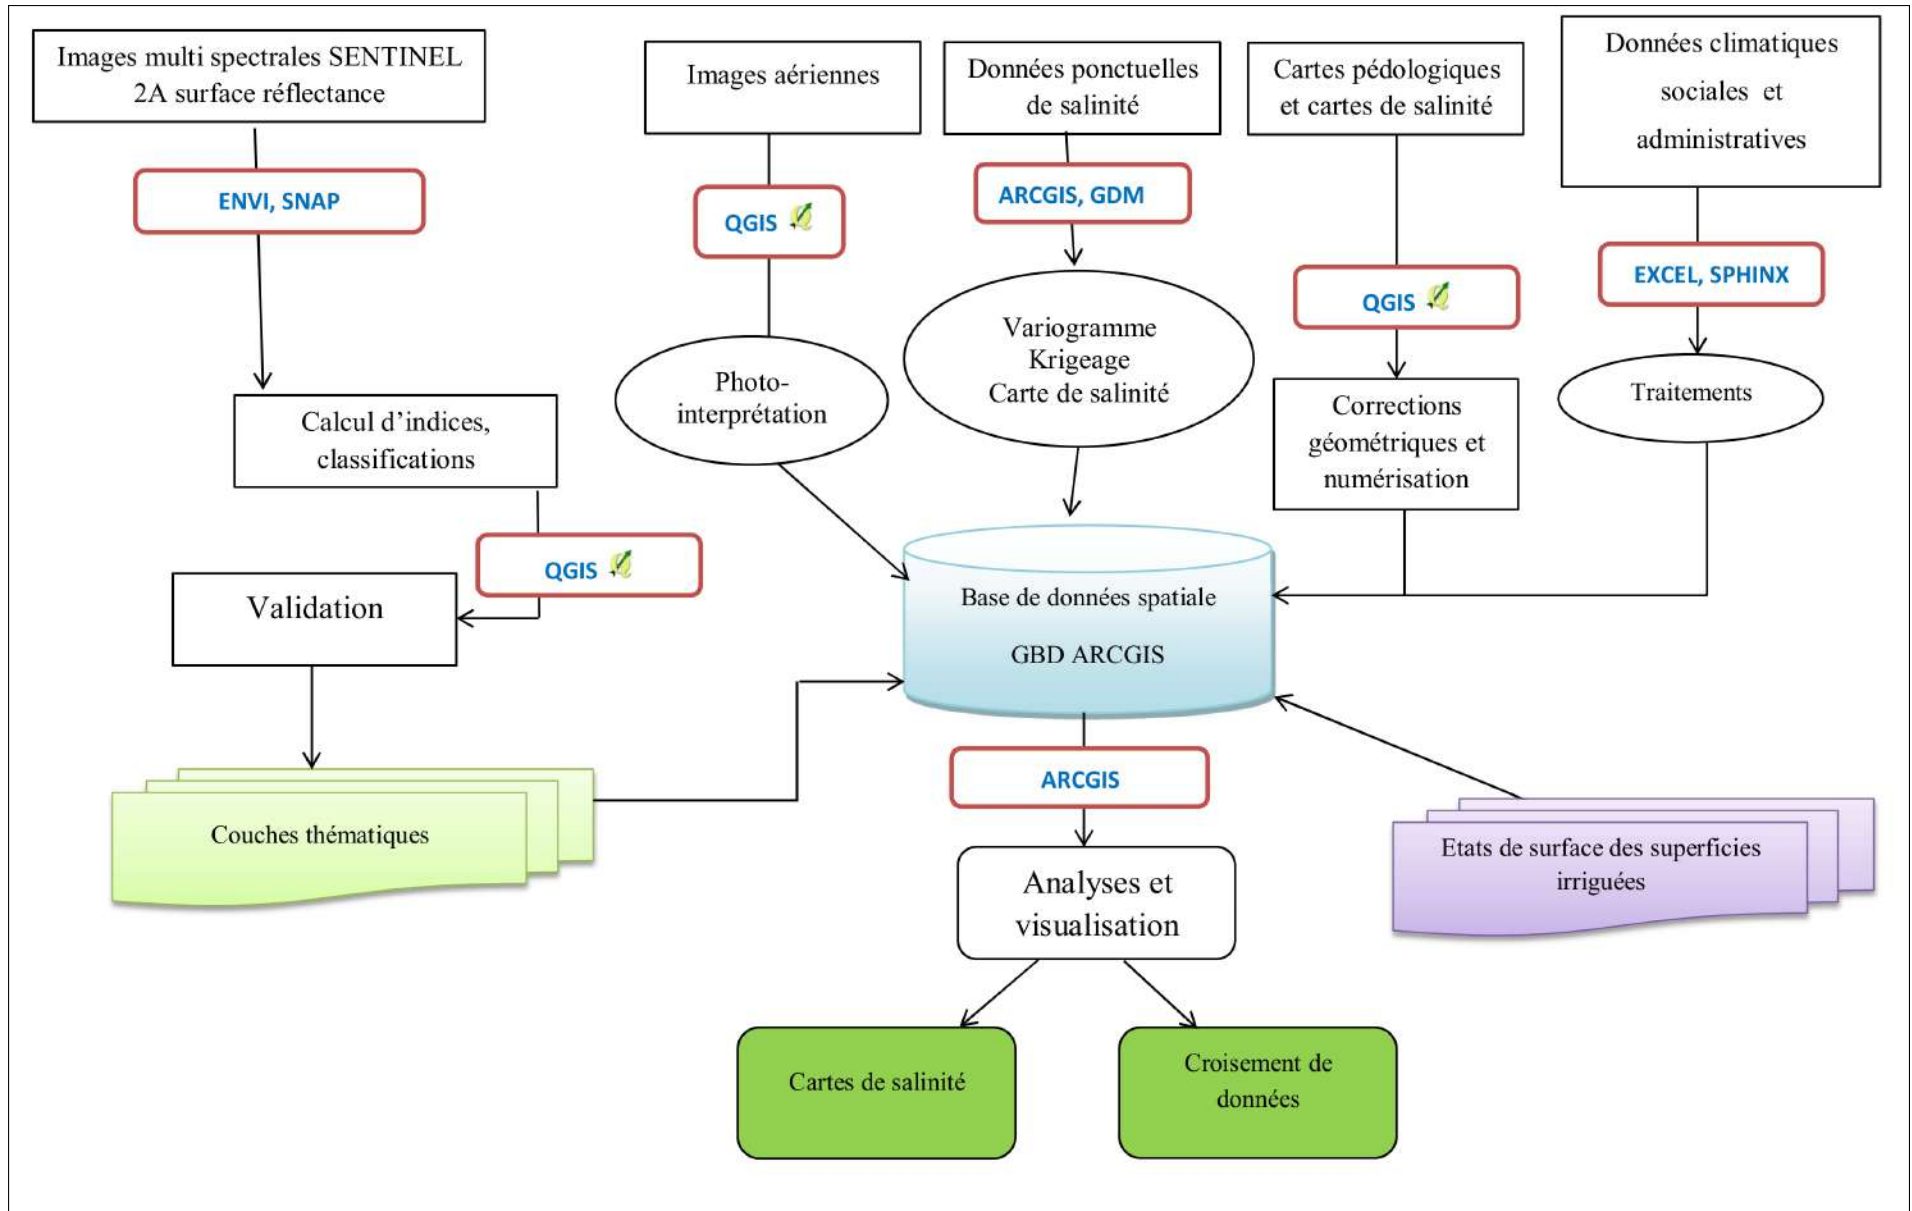 Images multi spectrales SENTINEL
2A surface réflectance
Images aériennes
Données ponctuelles
de salinité
Cartes pédologiques
et cartes de salinité
Données climatiques
sociales et
administratives
ENVI, SNAP
QGIS
ARCGIS, GDM
QGIS
EXCEL, SPHINX
Calcul d’indices,
classifications
Photo-
interprétation
Variogramme
Krigeage
Carte de salinité
Corrections
géométriques et
numérisation
Traitements
QGIS
Validation
Base de données spatiale
GBD ARCGIS
Couches thématiques
ARCGIS
Etats de surface des superficies
irriguées
Analyses et
visualisation
Cartes de salinité
Croisement de
données